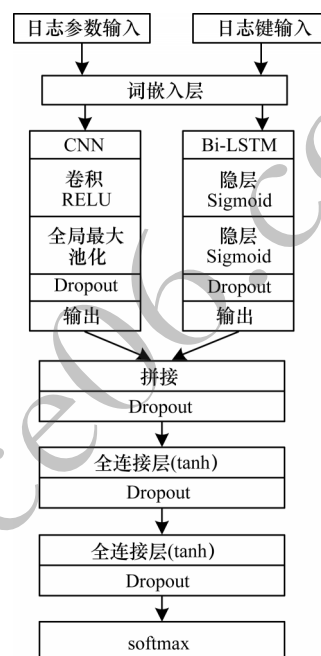 日志参数输入
日志键输入
词嵌入层
CNN
卷积
RELU
全局最大
池化
Dropout
输出
Bi-LSTM
隐层
Sigmoid
隐层
Sigmoid
Dropout
输出
拼接
Dropout
全连接层(tanh)
Dropout
全连接层(tanh)
Dropout
softmax